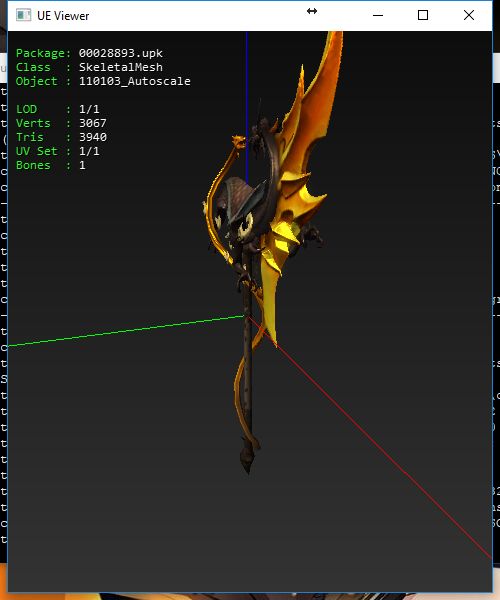 UE Viewer
Package: 00028893.upk
Class : SkeletalMesh
Object : 110103_Autoscale
LOD : 1/1
Verts : 3067
Tris : 3940
UV Set : 1/1
Bones : 1